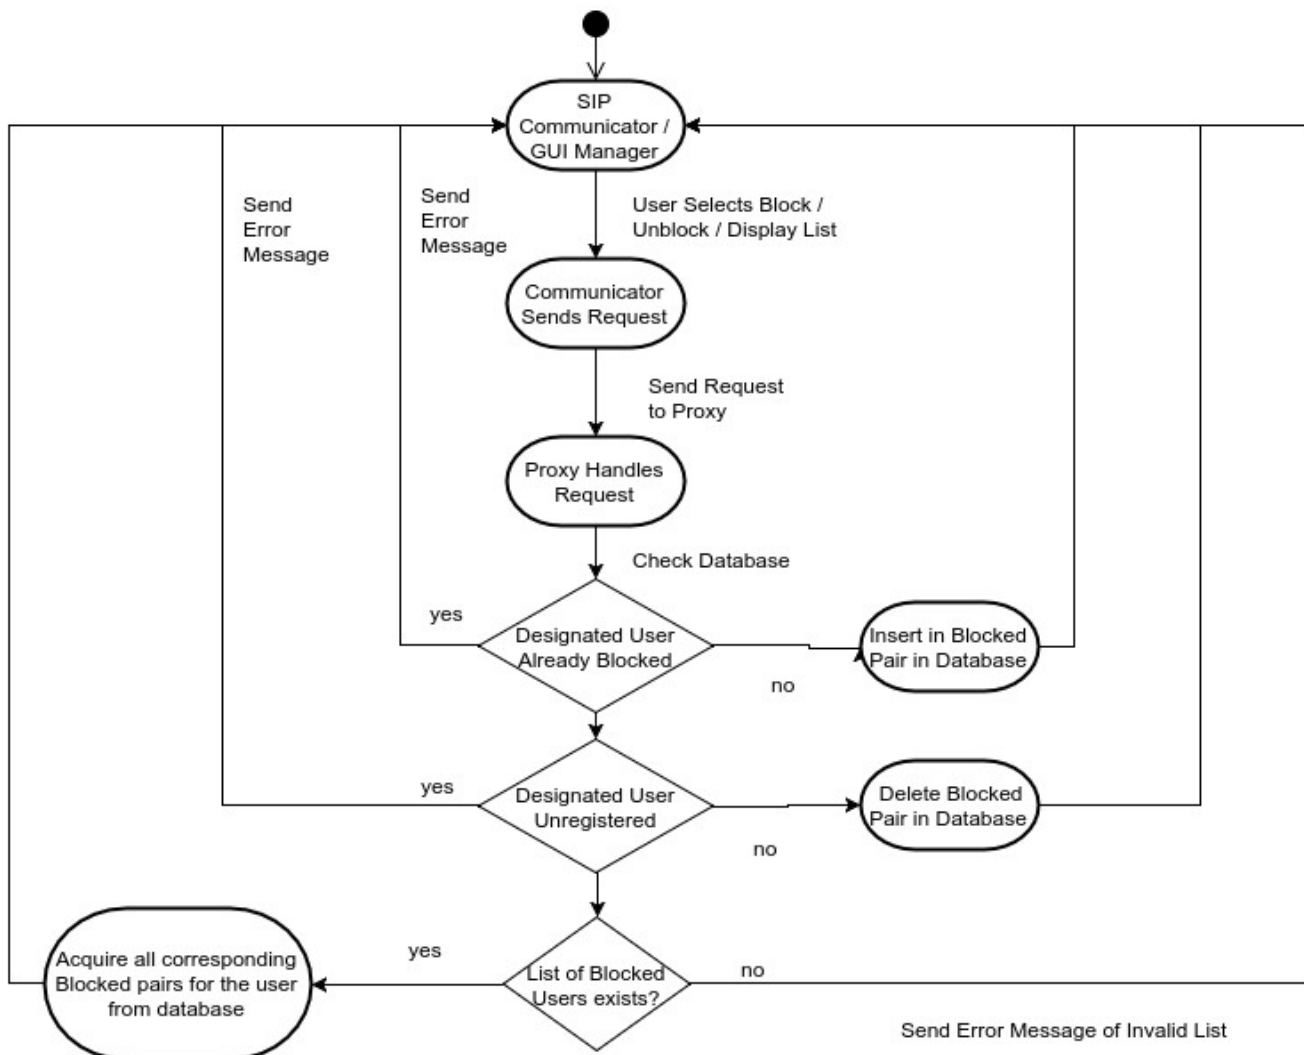 SIP
Communicator /
GUI Manager
Send
Error
Message
Send
Error
Message
User Selects Block /
Unblock / Display List
Communicator
Sends Request
Send Request
to Proxy
Proxy Handles
Request
Check Database
yes
Designated User
Already Blocked
no
Insert in Blocked
Pair in Database
yes
Designated User
Unregistered
no
Delete Blocked
Pair in Database
Acquire all corresponding
Blocked pairs for the user
from database
yes
List of Blocked
Users exists?
no
Send Error Message of Invalid List